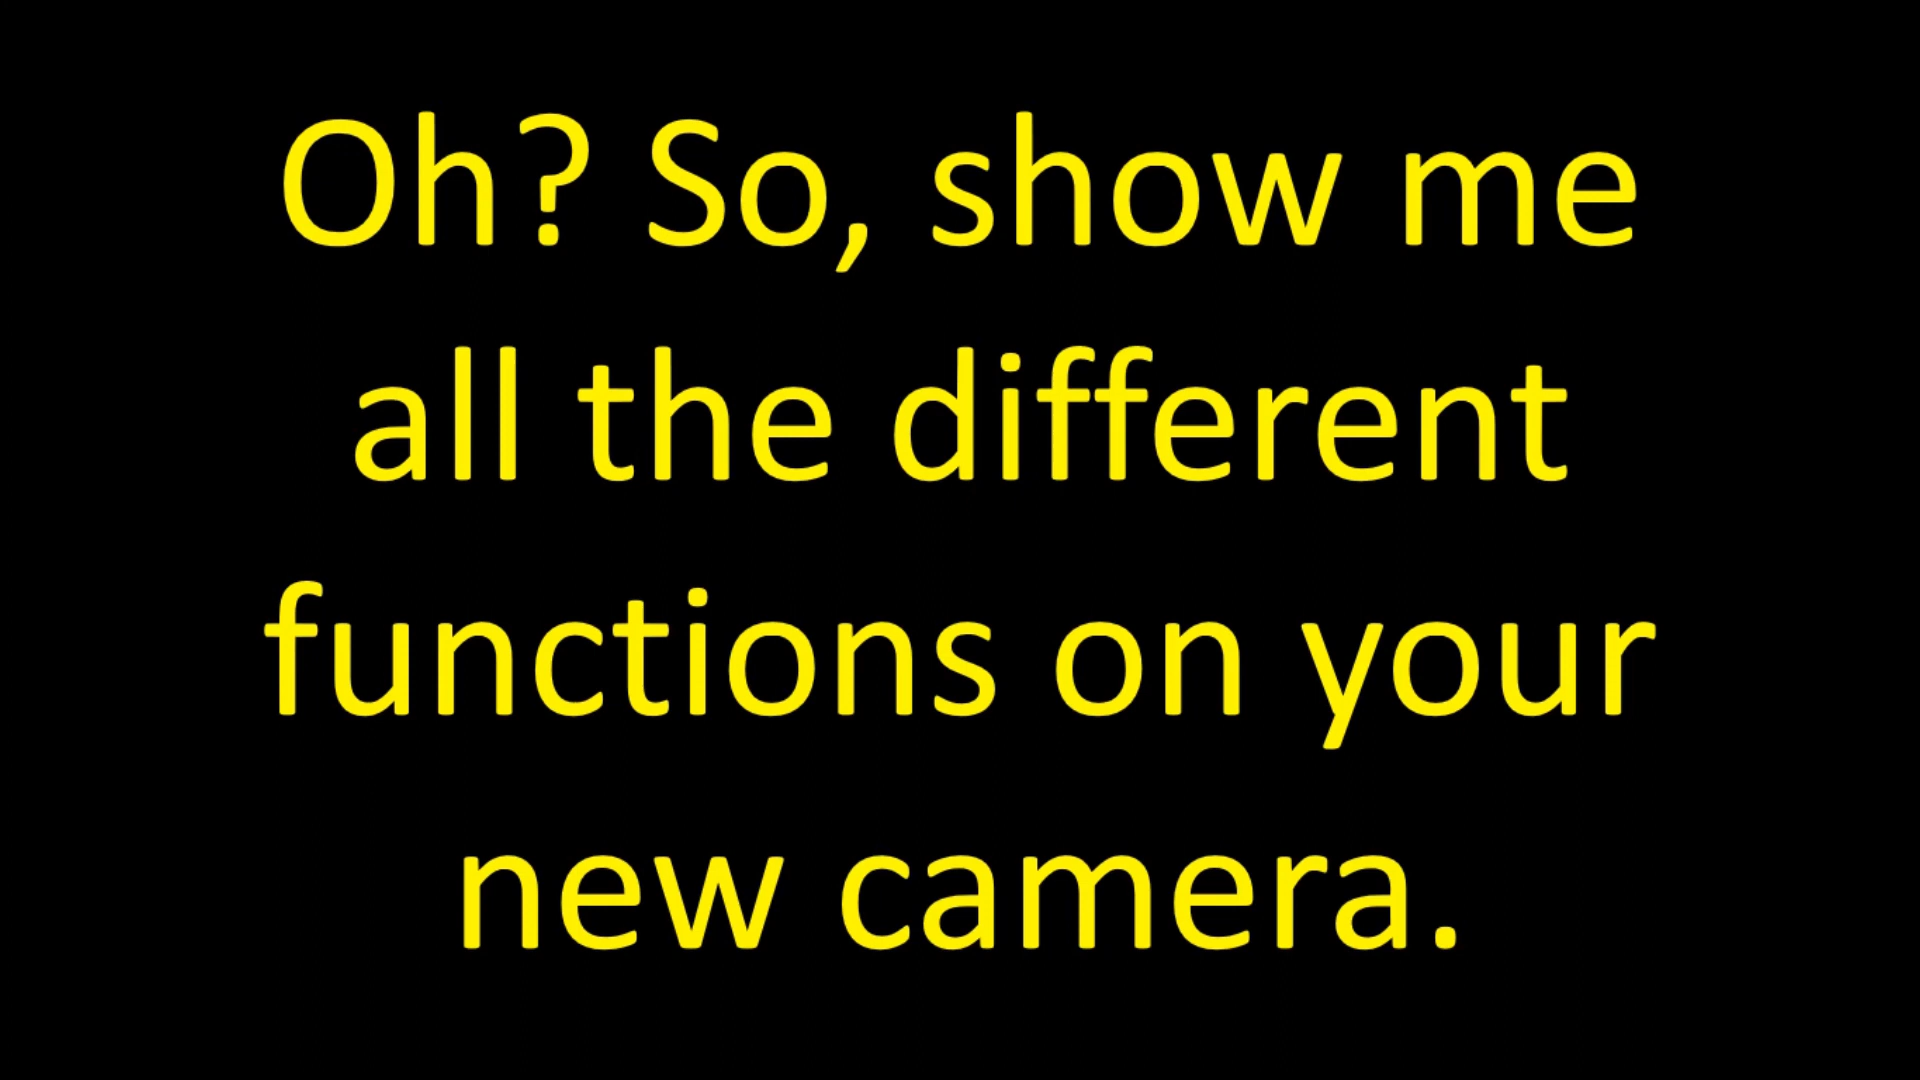 Oh? So, show me
all the different
functions on your
new camera.